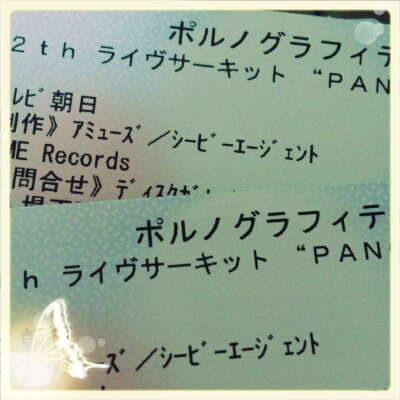 ポルノグラフィテ
2th ライヴサーキット “PAN
レビ朝日
制作》アミューズ／シービーエージェント
ME Records
問合せ》ディスクガ
ポルノグラフィテ
h ライヴサーキット “PAN
ーズ／シービーエージェント